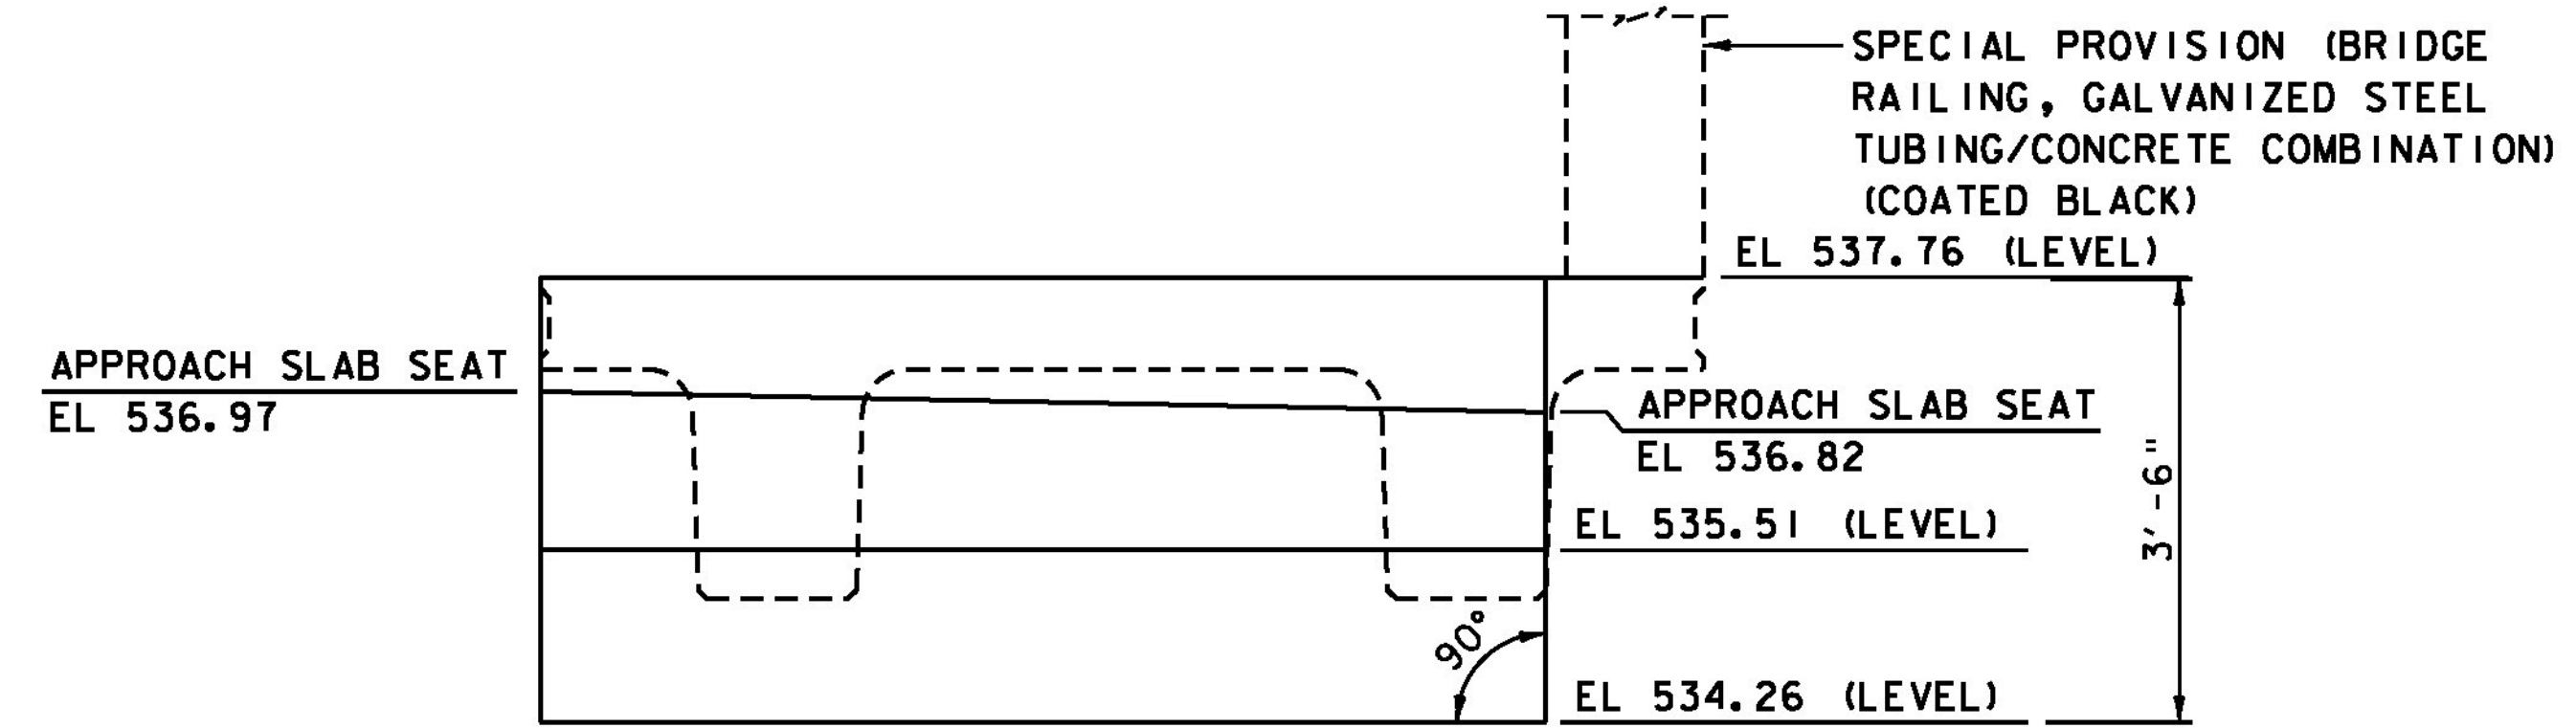 SPECIAL PROVISION (BRIDGE
RAILING, GALVANIZED STEEL
TUBING/CONCRETE COMBINATION)
(COATED BLACK)
EL 537.76 (LEVEL)
APPROACH SLAB SEAT
EL 536.97
APPROACH SLAB SEAT
EL 536.82
3'-6"
EL 535.51 (LEVEL)
90°
EL 534.26 (LEVEL)